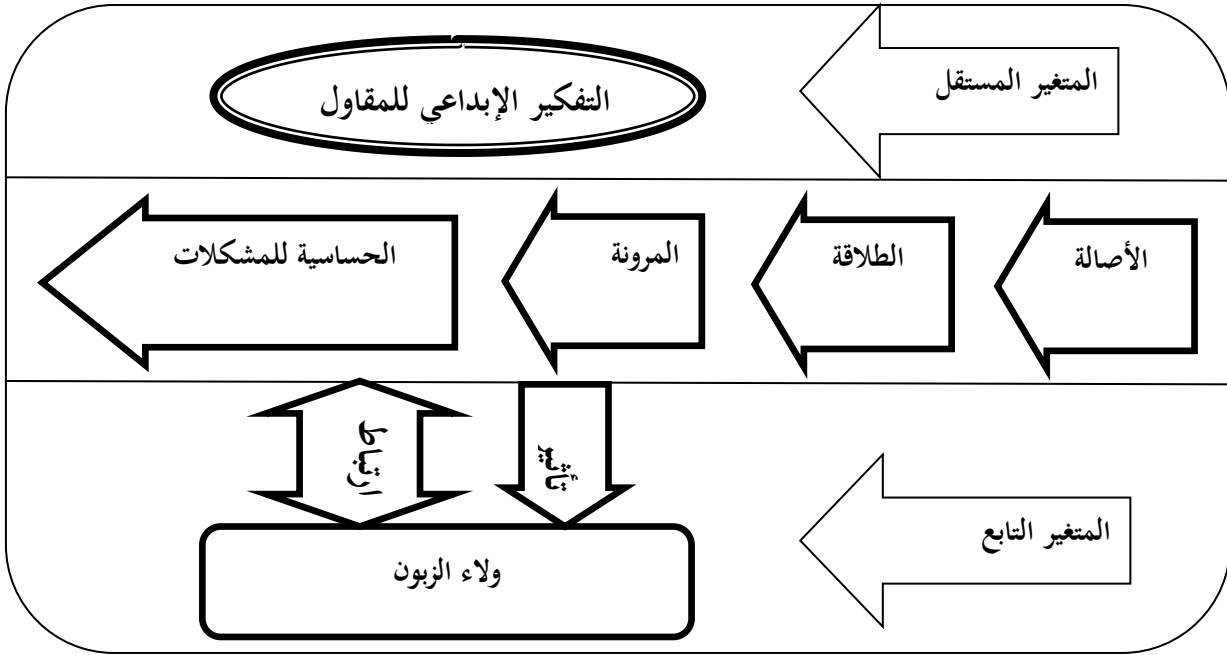 المتغير المستقل
التفكير الإبداعي للمقاول
الأصالة
الطلاقة
المرونة
الحساسية للمشكلات
تأثير
ارتباط
المتغير التابع
ولاء الزبون